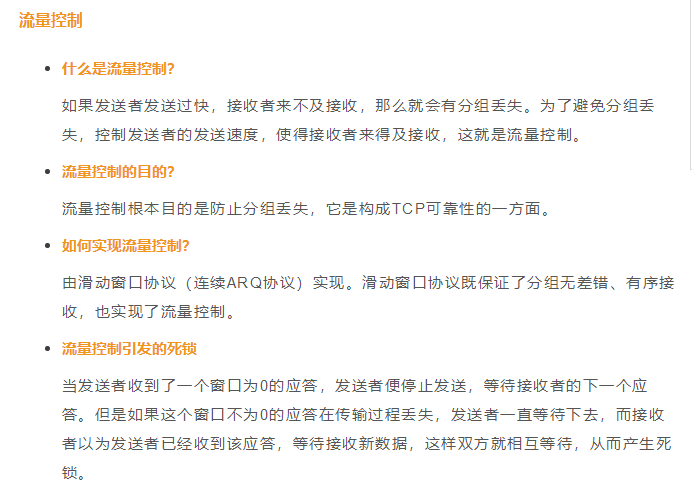 流量控制
什么是流量控制?
如果发送者发送过快，接收者来不及接收，那么就会有分组丢失。为了避免分组丢
失，控制发送者的发送速度，使得接收者来得及接收，这就是流量控制。
流量控制的目的?
流量控制根本目的是防止分组丢失，它是构成TCP可靠性的一方面。
如何实现流量控制?
由滑动窗口协议（连续ARQ协议）实现。滑动窗口协议既保证了分组无差错、有序接
收，也实现了流量控制。
流量控制引发的死锁
当发送者收到了一个窗口为0的应答，发送者便停止发送，等待接收者的下一个应
答。但是如果这个窗口不为0的应答在传输过程丢失，发送者一直等待下去，而接收
者以为发送者已经收到该应答，等待接收新数据，这样双方就相互等待，从而产生死
锁。